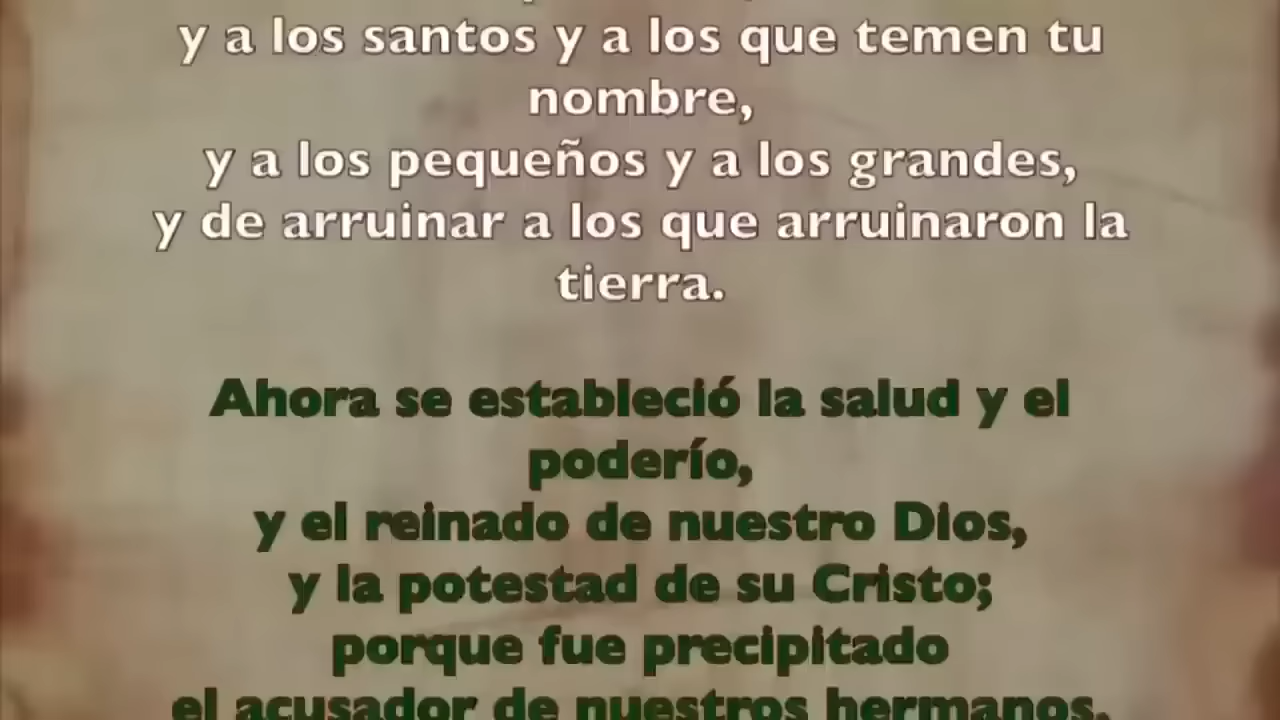 y a los santos y a los que temen tu
nombre,
y a los pequeños y a los grandes,
y de arruinar a los que arruinaron la
tierra.
Ahora se estableció la salud y el
poderío,
y el reinado de nuestro Dios,
y la potestad de su Cristo;
porque fue precipitado
el acusador de nuestros hermanos,